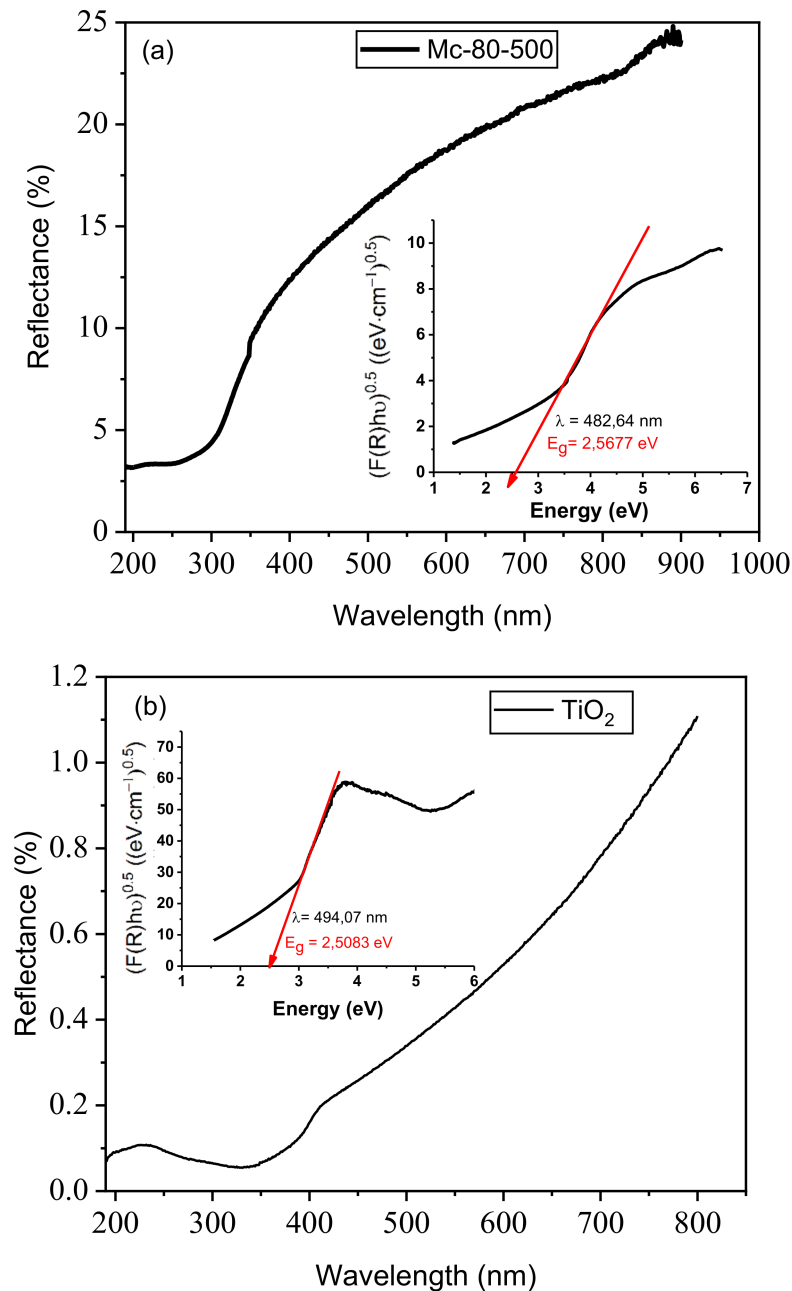 (a)
Mc-80-500
25
20
15
10
5
0
Reflectance (%)
200 300 400 500 600 700 800 900 1000
Wavelength (nm)
10
8
6
4
2
0
(F(R)hυ)^0.5 ((eV·cm⁻¹)^0.5)
λ = 482,64 nm
Eg= 2,5677 eV
1 2 3 4 5 6 7
Energy (eV)
(b)
TiO₂
1.2
1.0
0.8
0.6
0.4
0.2
0.0
Reflectance (%)
200 300 400 500 600 700 800
Wavelength (nm)
70
60
50
40
30
20
10
0
(F(R)hυ)^0.5 ((eV·cm⁻¹)^0.5)
λ= 494,07 nm
Eg = 2,5083 eV
1 2 3 4 5 6
Energy (eV)